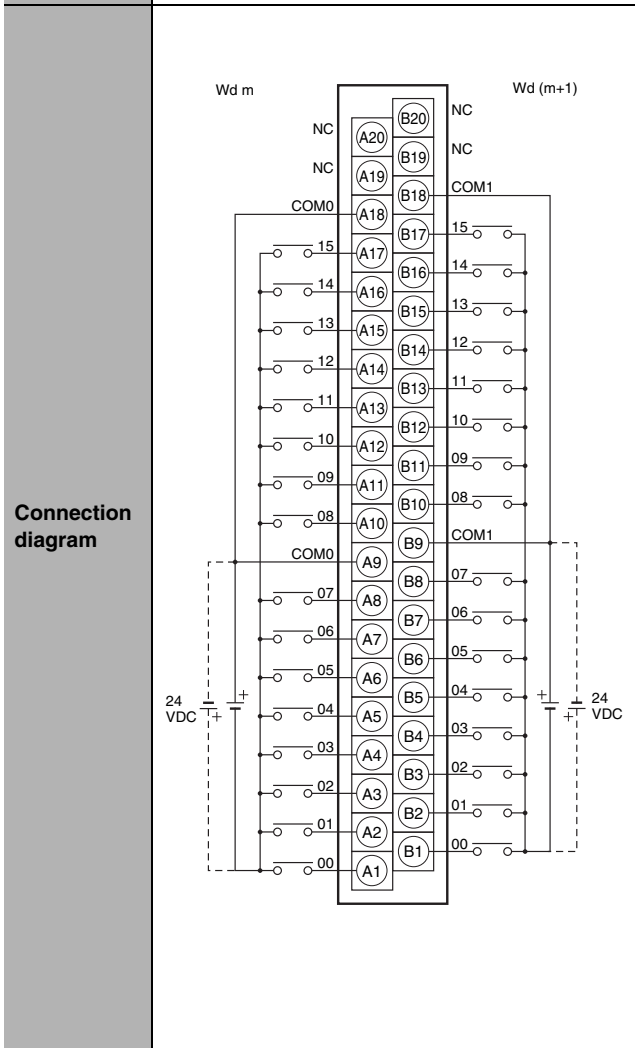 Connection
diagram
Wd m
Wd (m+1)
NC A20 B20 NC
NC A19 B19 NC
COM0 A18 B18 COM1
15 A17 B17 15
14 A16 B16 14
13 A15 B15 13
12 A14 B14 12
11 A13 B13 11
10 A12 B12 10
09 A11 B11 09
08 A10 B10 08
COM0 A9 B9 COM1
07 A8 B8 07
06 A7 B7 06
05 A6 B6 05
04 A5 B5 04
03 A4 B4 03
02 A3 B3 02
01 A2 B2 01
00 A1 B1 00
24
VDC
+ +
+ +
24
VDC